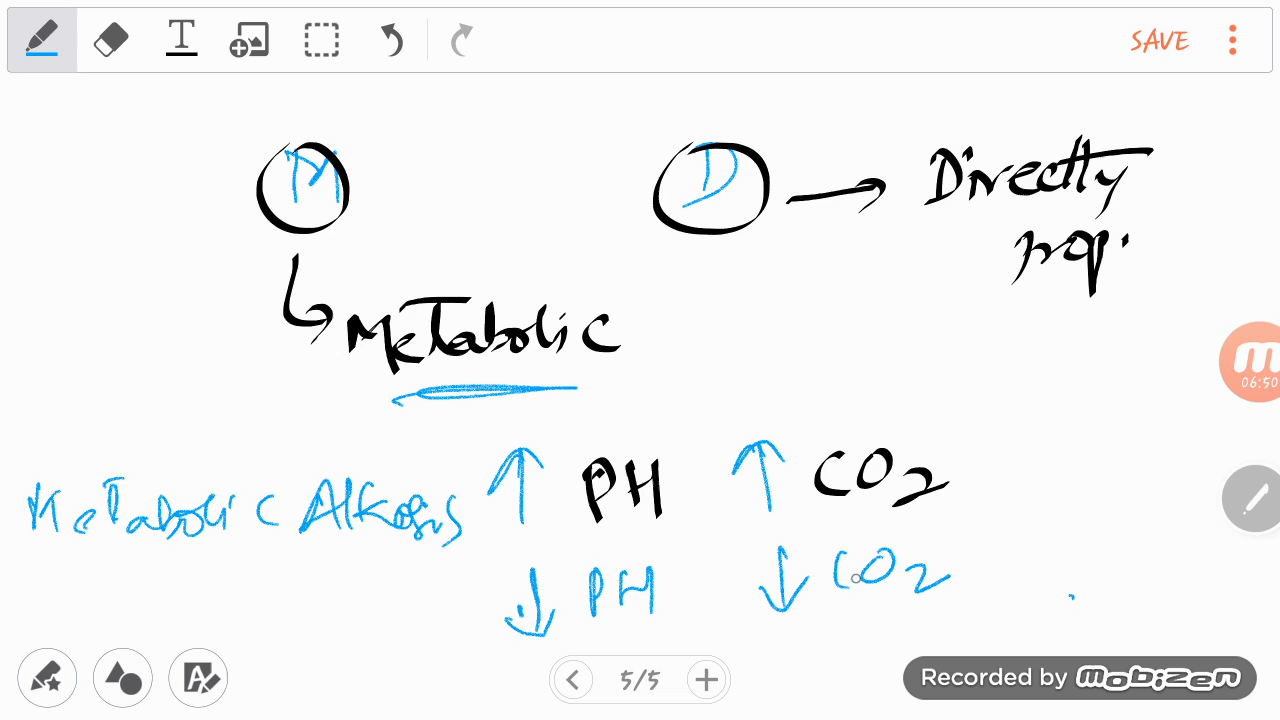 SAVE
M D → Directly
prop.
Metabolic
06:50
Metabolic Alkosis ↑ PH ↑ CO2
↓ PH ↓ CO2
5/5
Recorded by mobizen